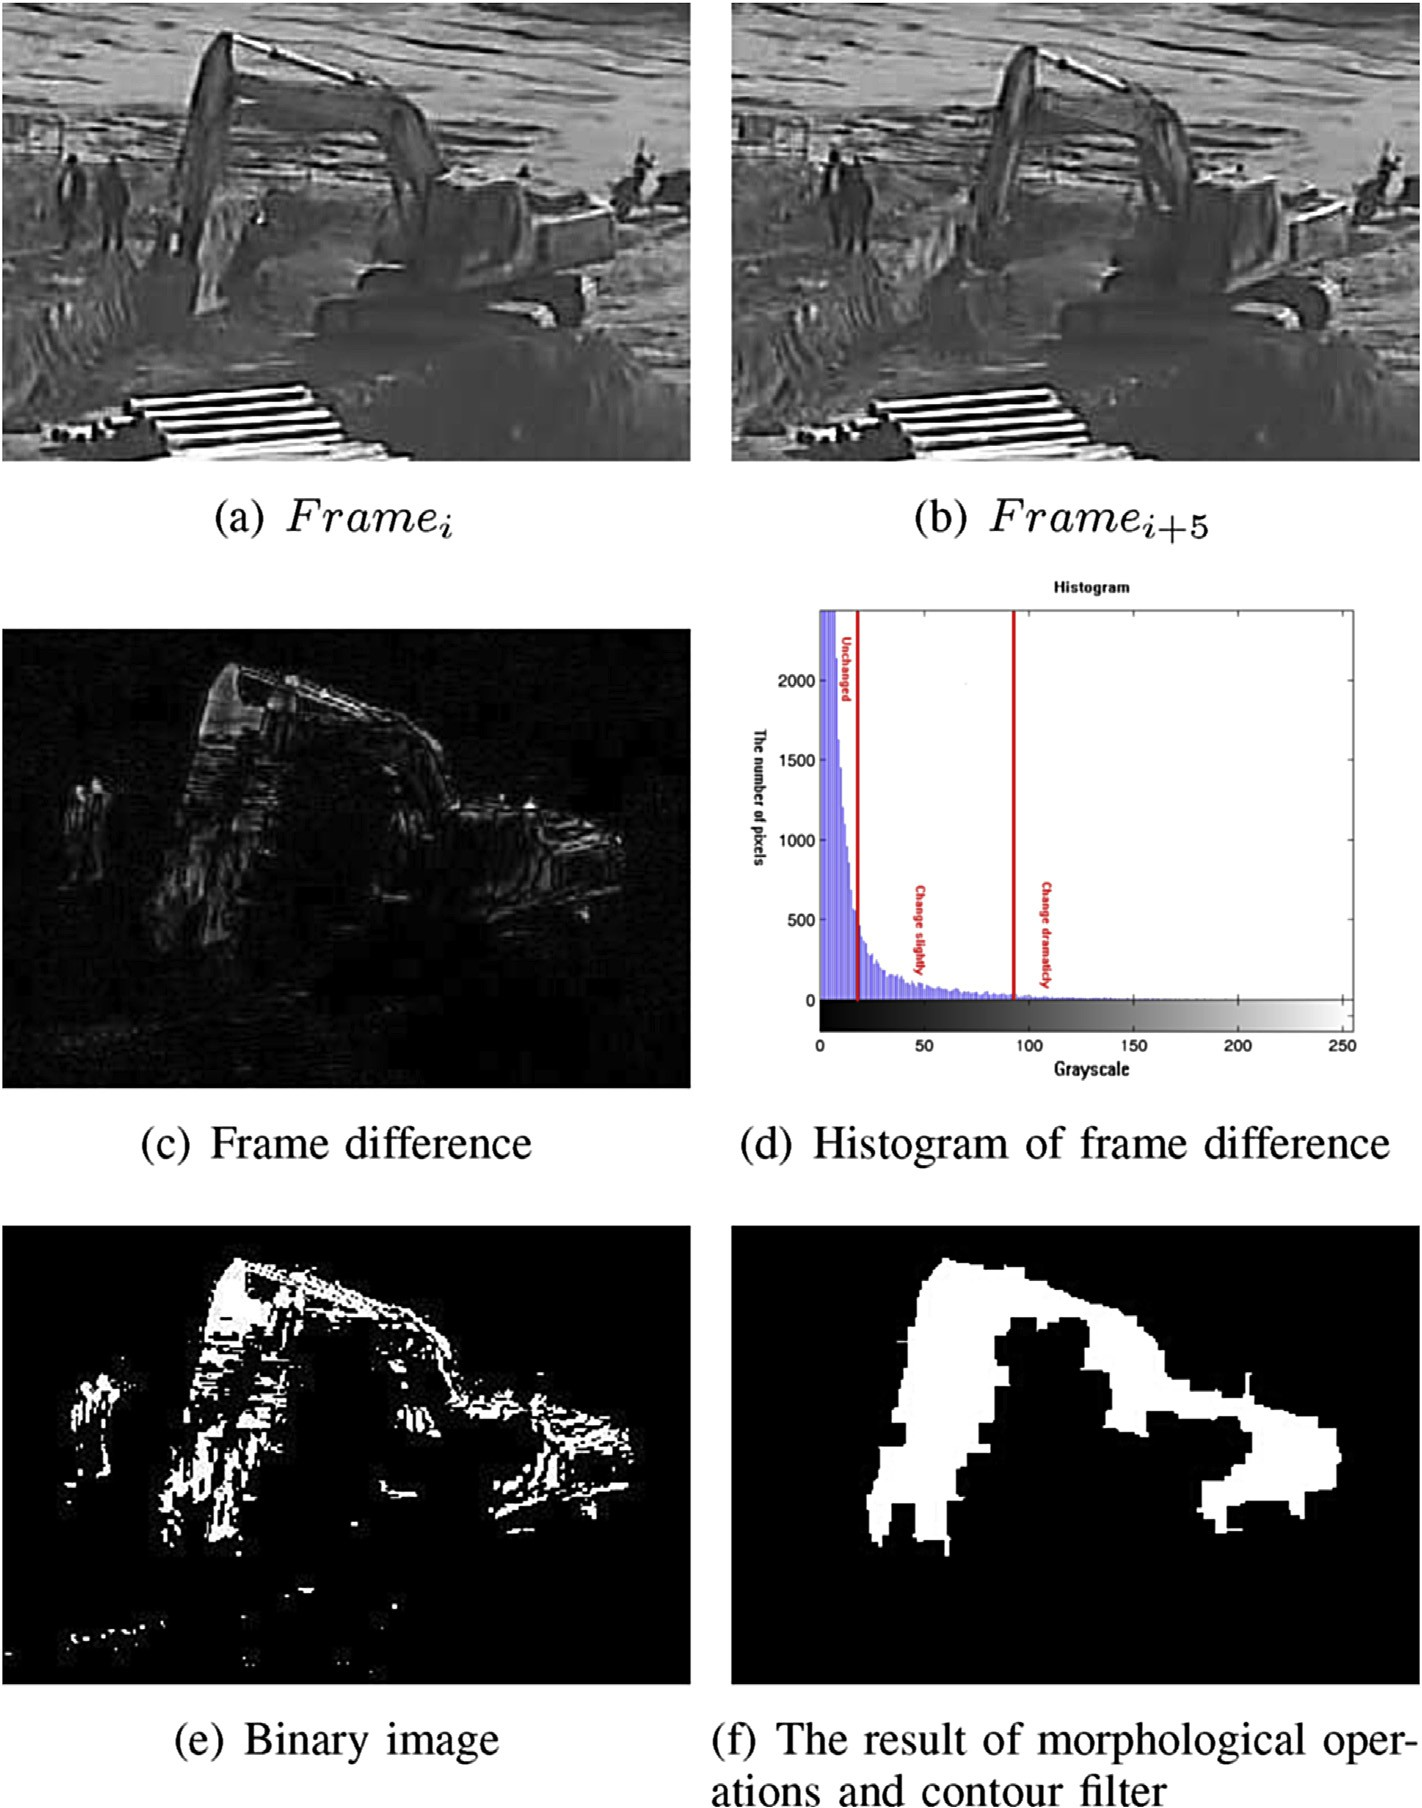 (a) Frame_i
(b) Frame_{i+5}
Histogram
The number of pixels
2000
1500
1000
500
0
Unchanged
Change slightly
Change dramaticly
0 50 100 150 200 250
Grayscale
(c) Frame difference
(d) Histogram of frame difference
(e) Binary image
(f) The result of morphological oper-
ations and contour filter